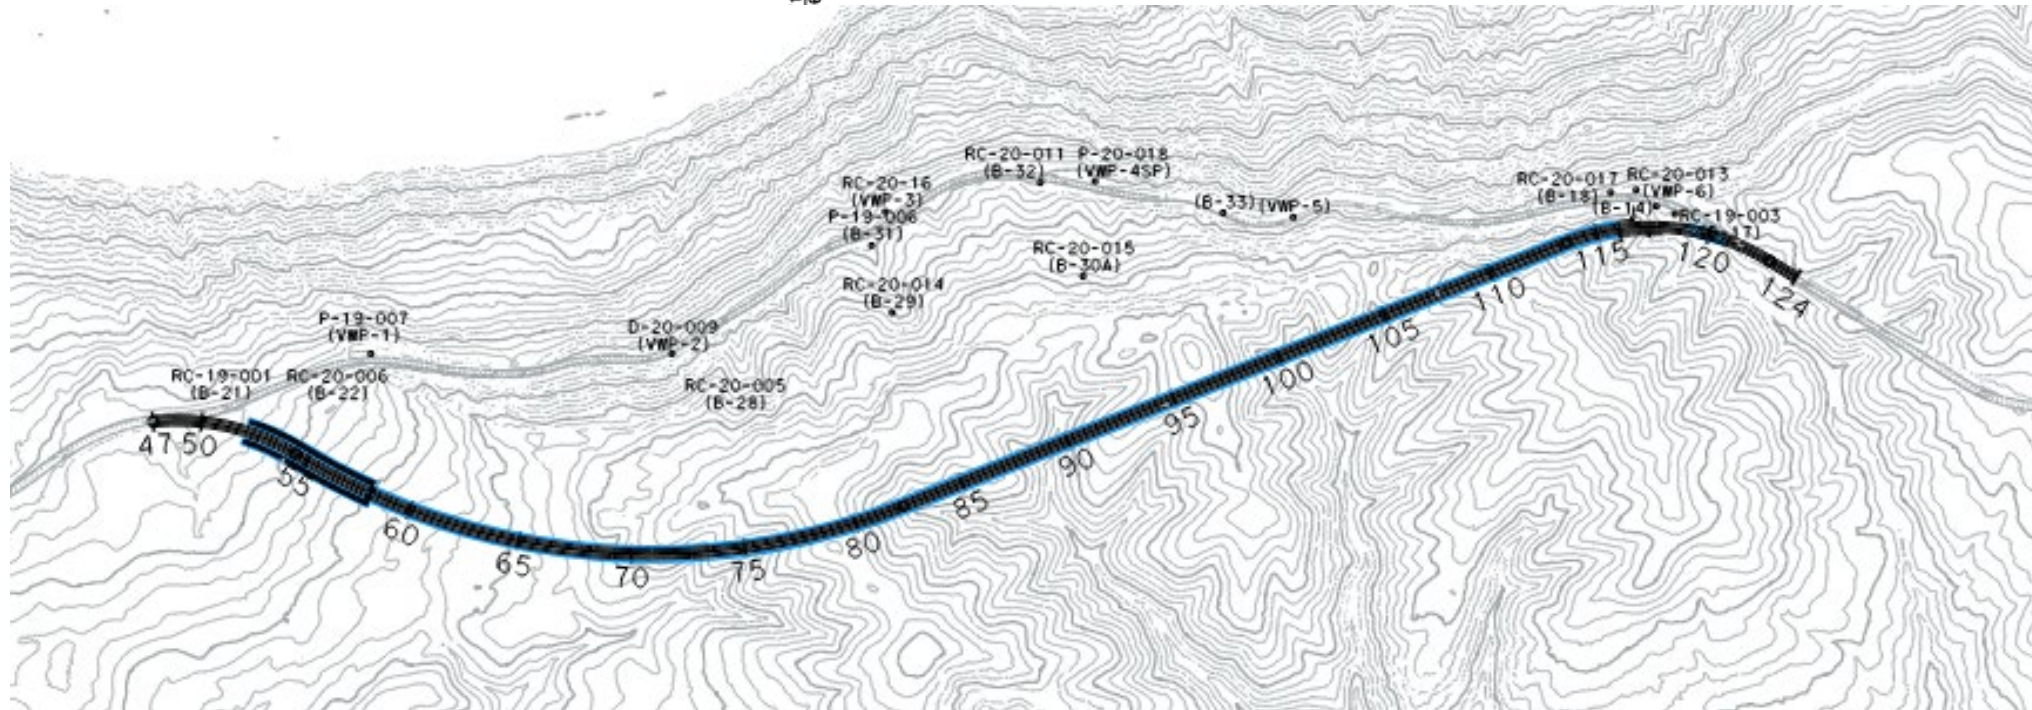 RC-20-011
(B-32)
P-20-018
(VWP-4SP)
RC-20-16
(VWP-3)
P-19-006
(B-31)
(B-33)
(VWP-5)
RC-20-017
(B-18)
RC-20-013
(VWP-6)
(B-14)
RC-19-003
RC-20-015
(B-30A)
RC-20-014
(B-29)
P-19-007
(VWP-1)
D-20-009
(VWP-2)
RC-19-001
(B-21)
RC-20-006
(B-22)
RC-20-005
(B-28)
47
50
55
60
65
70
75
80
85
90
95
100
105
110
115
120
124